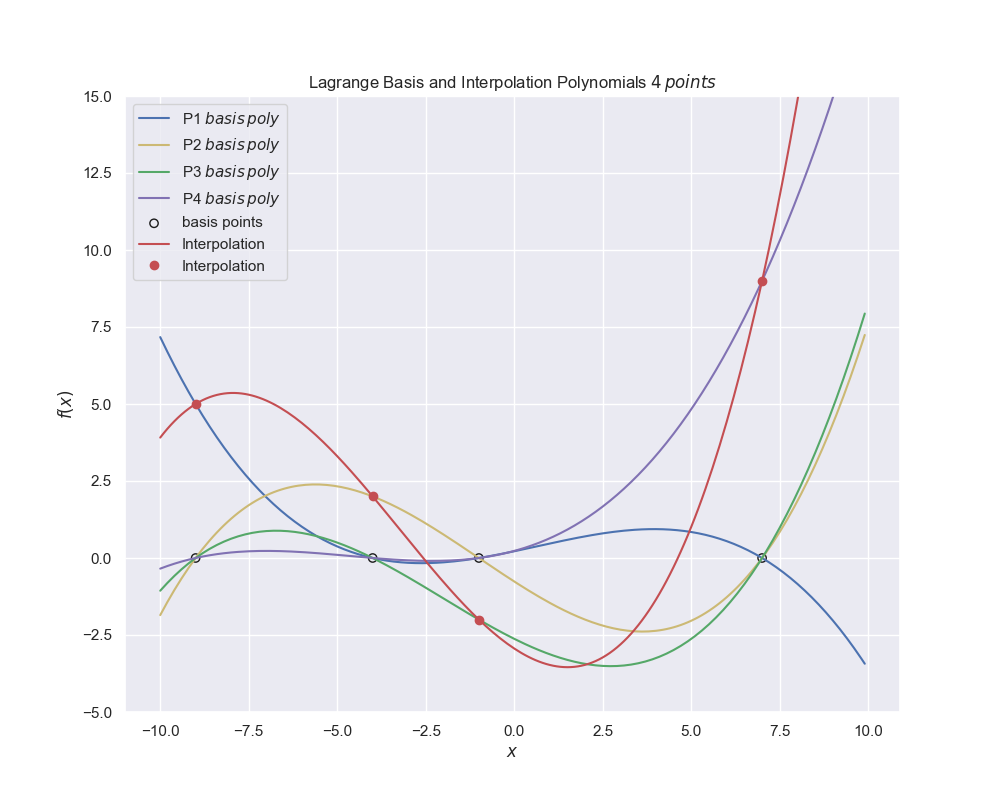 Lagrange Basis and Interpolation Polynomials 4 points
15.0
12.5
10.0
7.5
5.0
2.5
0.0
−2.5
−5.0
f(x)
P1 basis poly
P2 basis poly
P3 basis poly
P4 basis poly
basis points
Interpolation
Interpolation
−10.0 −7.5 −5.0 −2.5 0.0 2.5 5.0 7.5 10.0
x